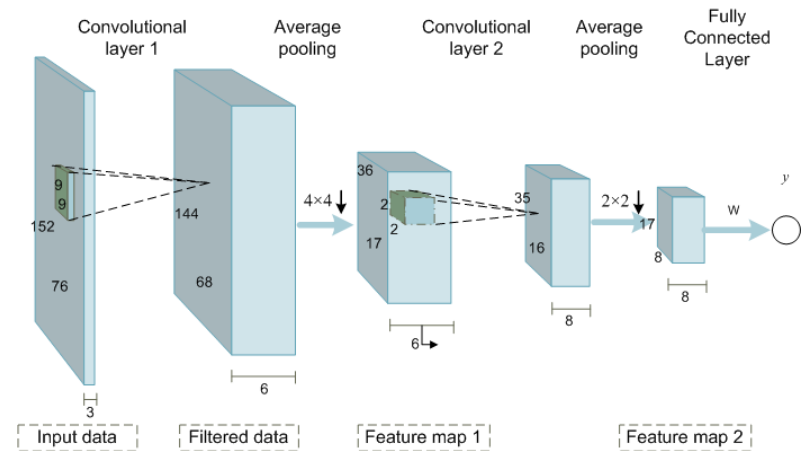 Convolutional
layer 1
Average
pooling
Convolutional
layer 2
Average
pooling
Fully
Connected
Layer
9
9
152
76
3
144
68
6
4×4
36
2
2
17
6
35
16
8
2×2
17
8
8
W
y
Input data
Filtered data
Feature map 1
Feature map 2